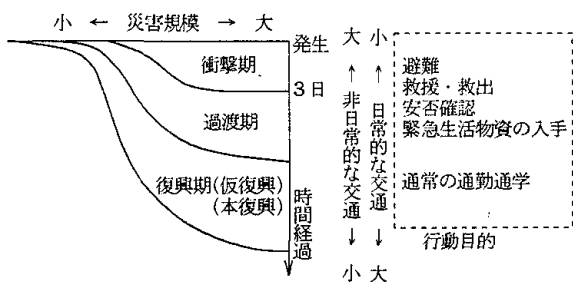 小 ← 災害規模 → 大
発生
衝撃期
3日
過渡期
復興期(仮復興)
(本復興)
時間経過
大 ← 非日常的な交通 → 小
小 ← 日常的な交通 → 大
避難
救援・救出
安否確認
緊急生活物資の入手
通常の通勤通学
行動目的